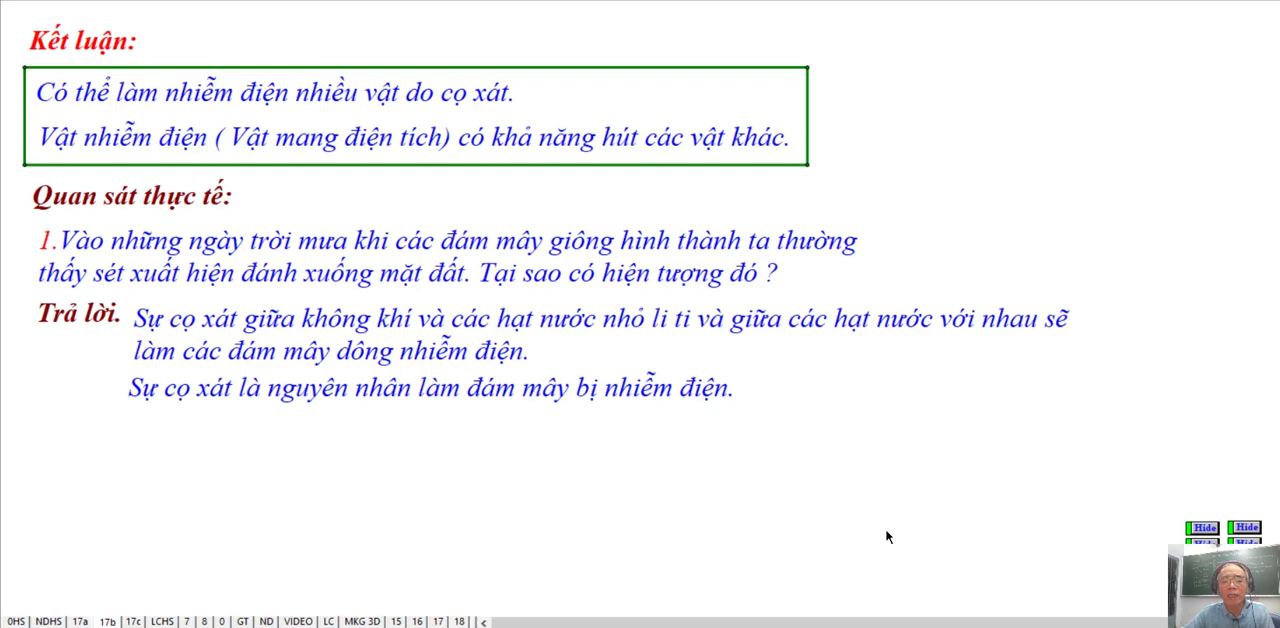 Kết luận:
Có thể làm nhiễm điện nhiều vật do cọ xát.
Vật nhiễm điện ( Vật mang điện tích) có khả năng hút các vật khác.
Quan sát thực tế:
1.Vào những ngày trời mưa khi các đám mây giông hình thành ta thường
thấy sét xuất hiện đánh xuống mặt đất. Tại sao có hiện tượng đó ?
Trả lời. Sự cọ xát giữa không khí và các hạt nước nhỏ li ti và giữa các hạt nước với nhau sẽ
làm các đám mây dông nhiễm điện.
Sự cọ xát là nguyên nhân làm đám mây bị nhiễm điện.
Hide Hide
Hide Hide
0HS | NDHS | 17a 17b | 17c | LCHS | 7 | 8 | 0 | GT | ND | VIDEO | LC | MKG 3D | 15 | 16 | 17 | 18 | | <